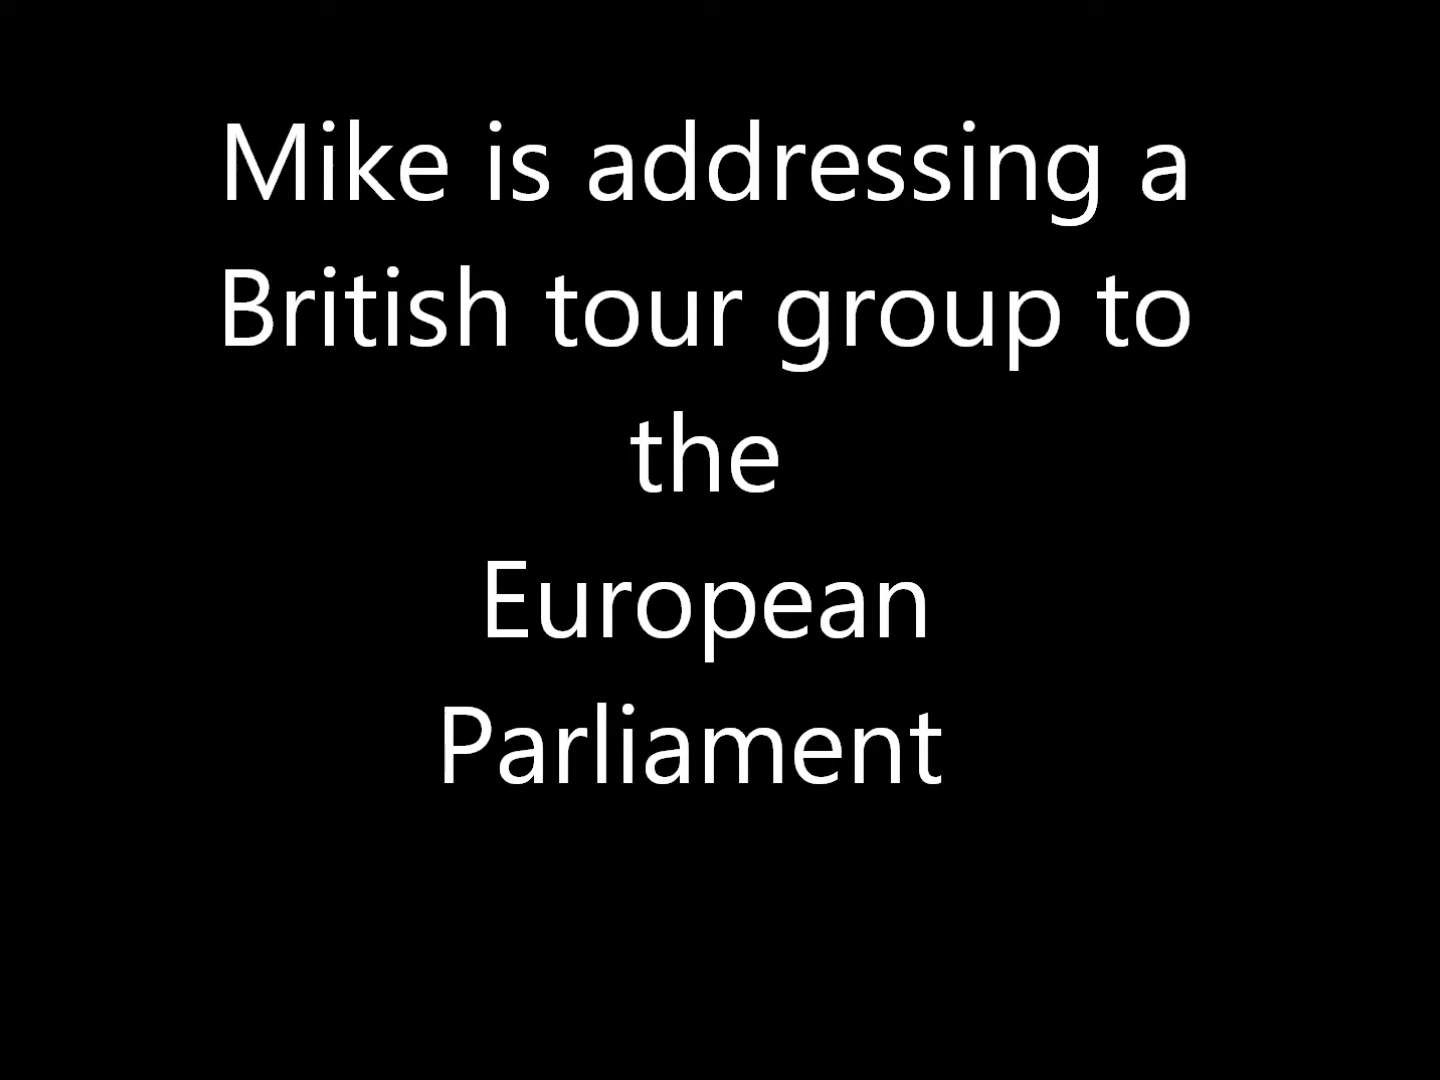 Mike is addressing a
British tour group to
the
European
Parliament